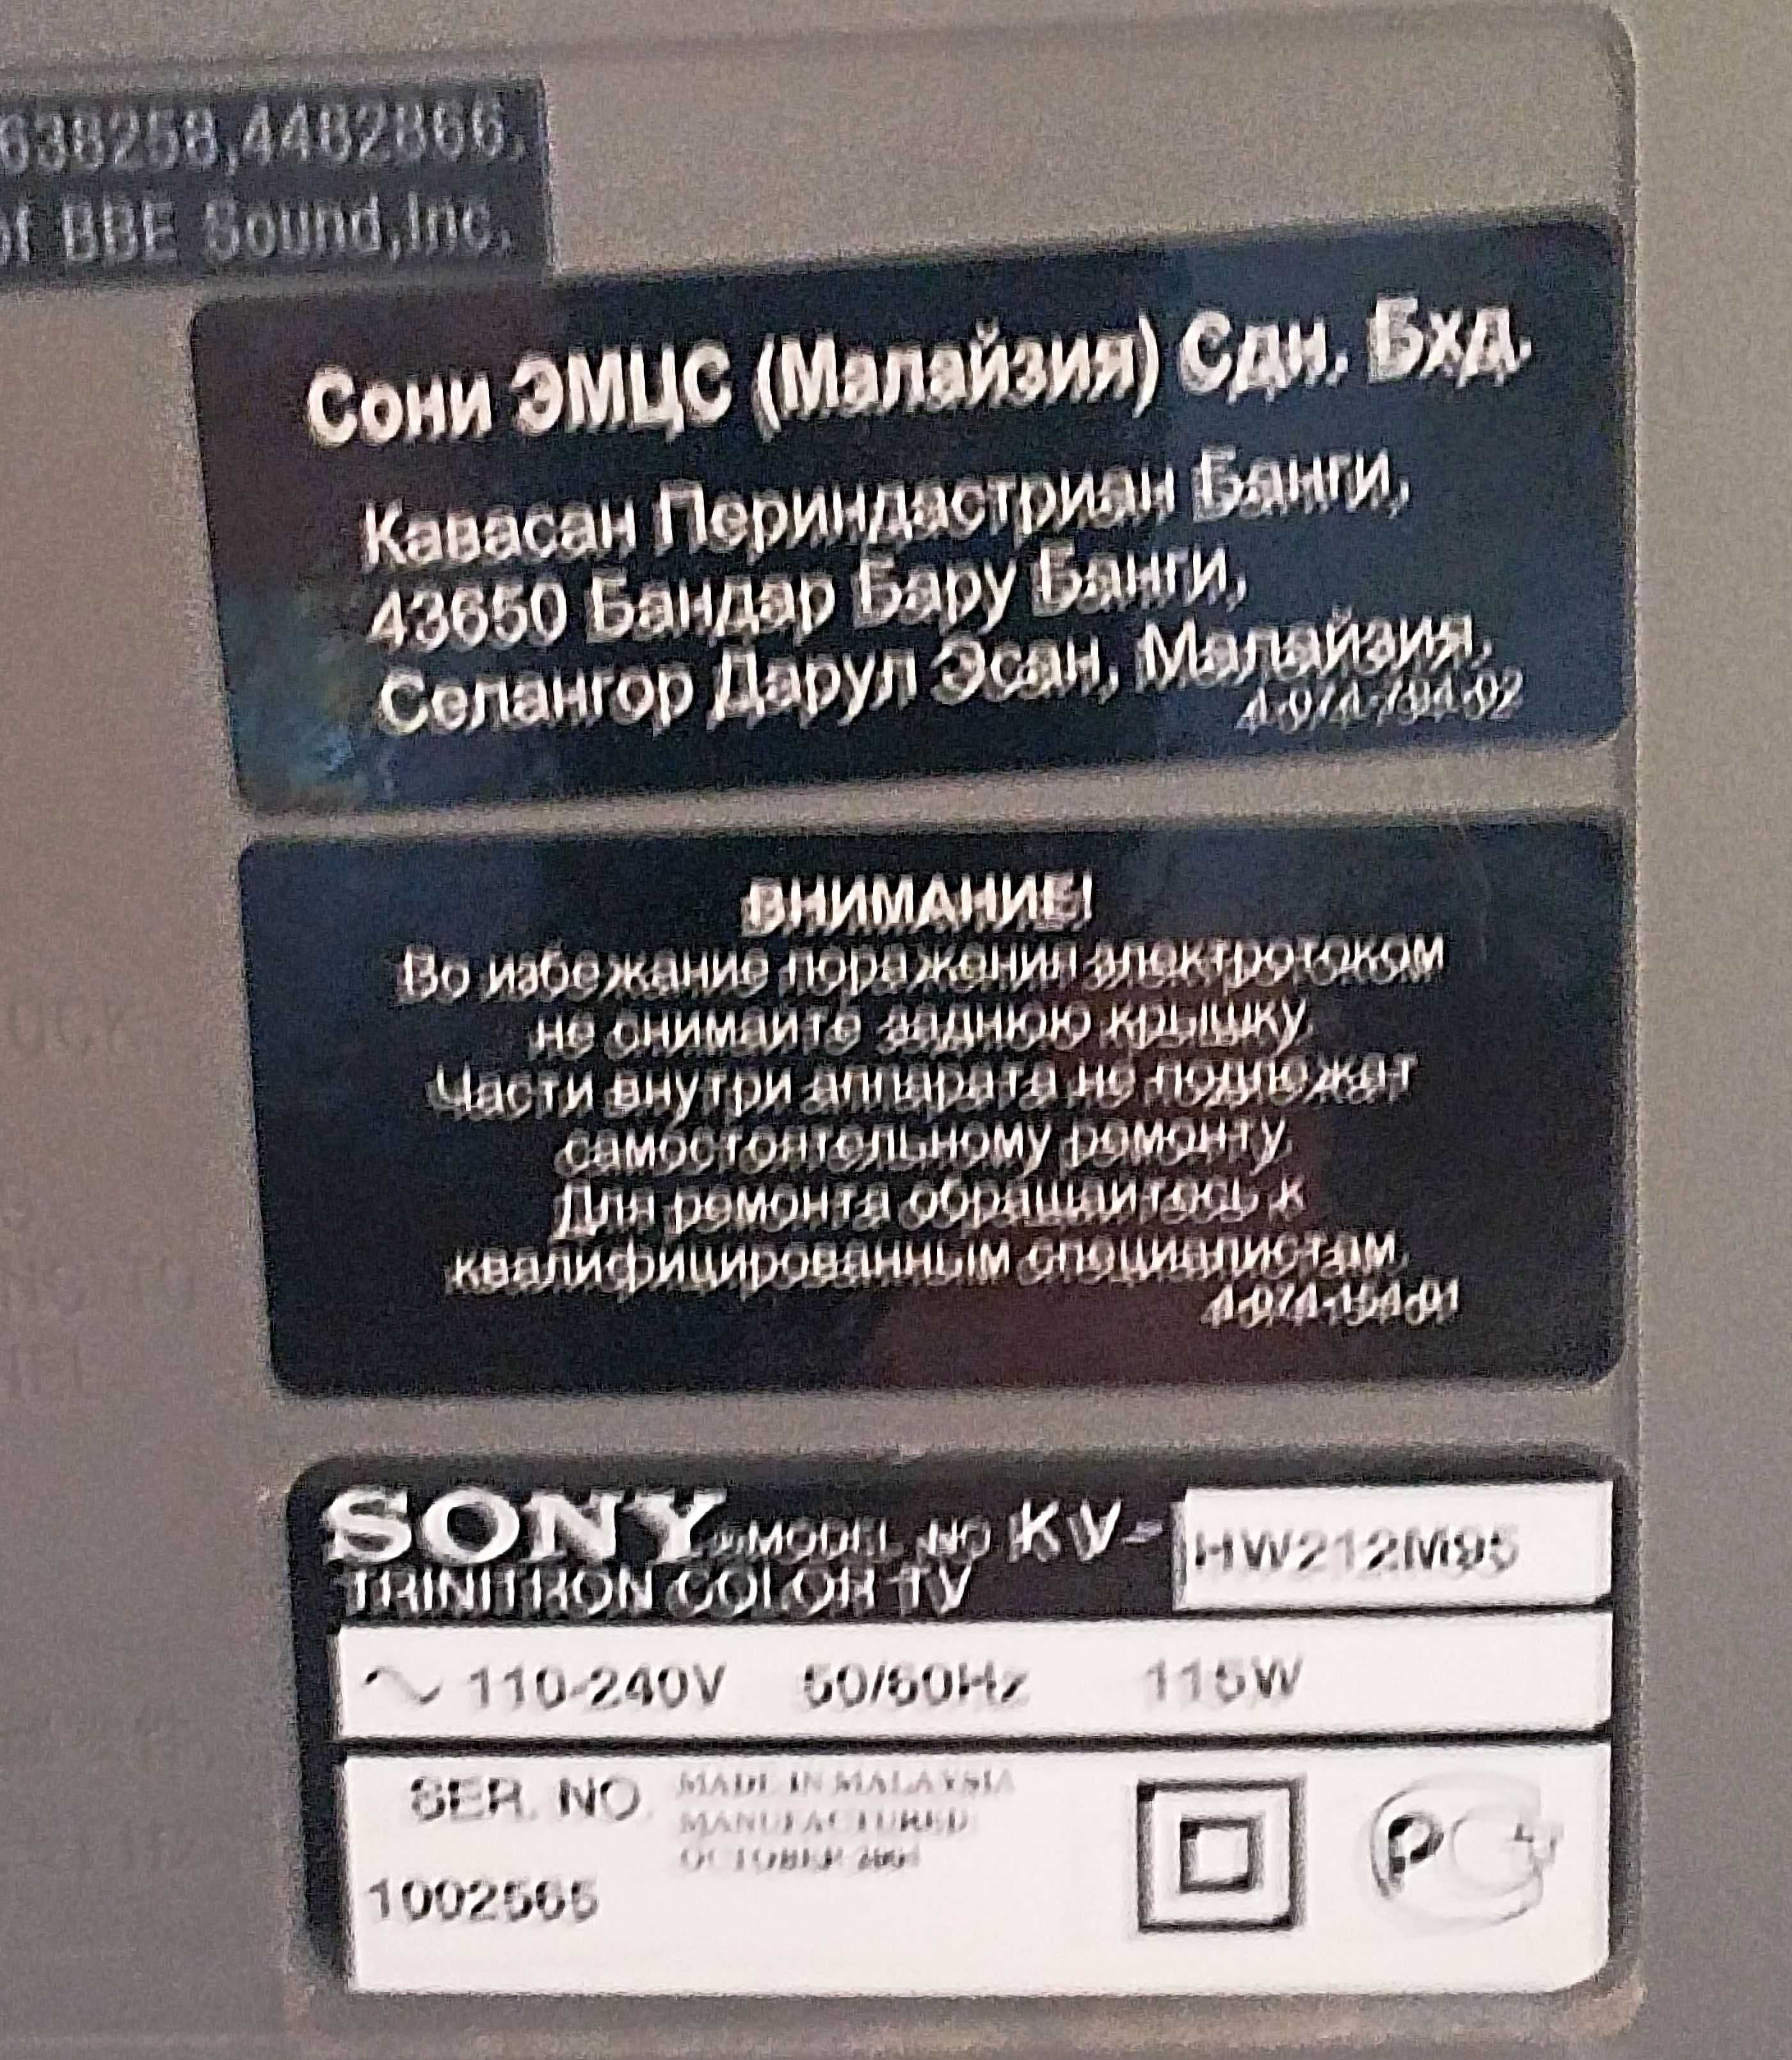 638258,4482866.
of BBE Sound,Inc.
Сони ЭМЦС (Малайзия) Сдн. Бхд.
Кавасан Периндастриан Банги,
43650 Бандар Бару Банги,
Селангор Дарул Эсан, Малайзия,
4-974-794-02
ВНИМАНИЕ!
Во избежание поражения электротоком
не снимайте заднюю крышку.
Части внутри аппарата не подлежат
самостоятельному ремонту.
Для ремонта обращайтесь к
квалифицированным специалистам.
4-974-154-01
SONY ® MODEL NO KV- HW212M95
TRINITRON COLOR TV
~ 110-240V 50/60Hz 115W
SER. NO. MADE IN MALAYSIA
MANUFACTURED
OCTOBER
1002565